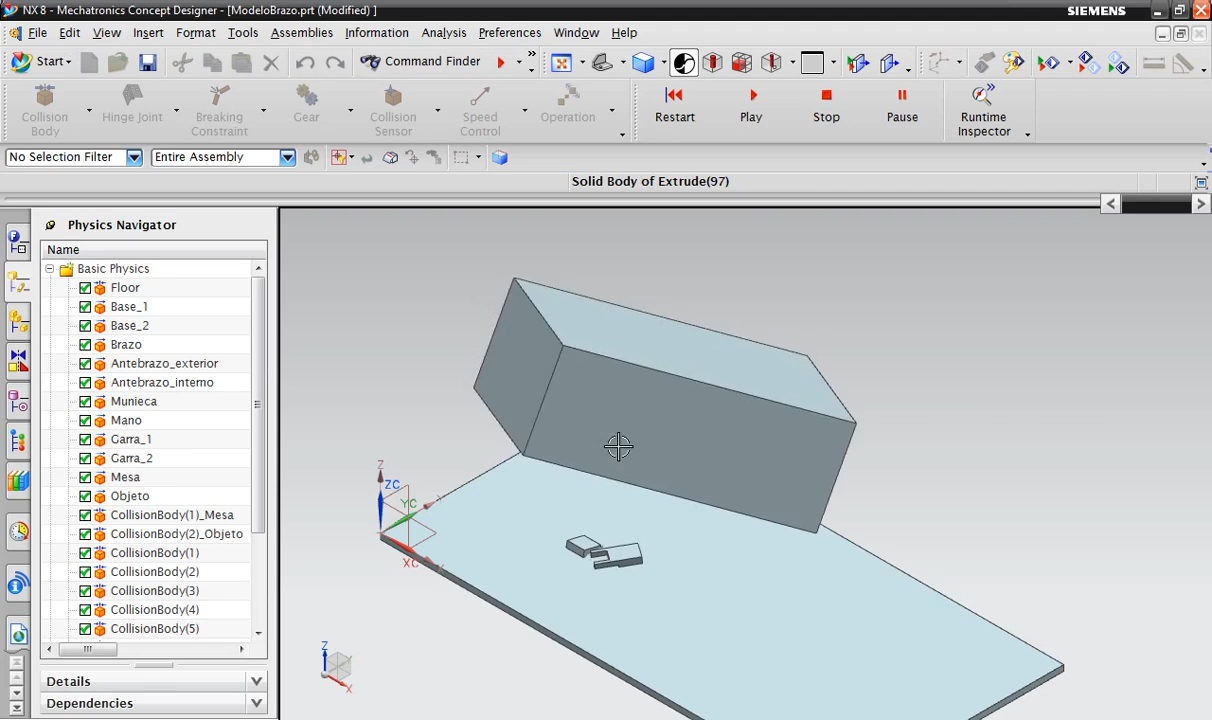 NX 8 - Mechatronics Concept Designer - [ModeloBrazo.prt (Modified) ]
SIEMENS
File Edit View Insert Format Tools Assemblies Information Analysis Preferences Window Help
Start Command Finder
Collision Body
Hinge Joint
Breaking Constraint
Gear
Collision Sensor
Speed Control
Operation
Restart
Play
Stop
Pause
Runtime Inspector
No Selection Filter
Entire Assembly
Solid Body of Extrude(97)
Physics Navigator
Name
Basic Physics
Floor
Base_1
Base_2
Brazo
Antebrazo_exterior
Antebrazo_interno
Munieca
Mano
Garra_1
Garra_2
Mesa
Objeto
CollisionBody(1)_Mesa
CollisionBody(2)_Objeto
CollisionBody(1)
CollisionBody(2)
CollisionBody(3)
CollisionBody(4)
CollisionBody(5)
Details
Dependencies
Z
ZC
YC
XC
Z
X